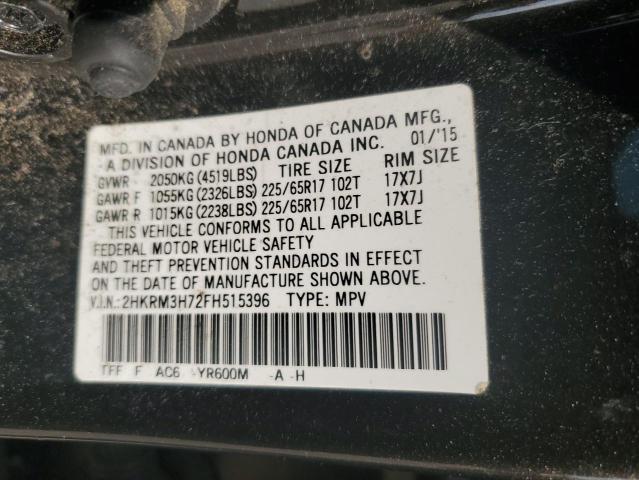 MFD. IN CANADA BY HONDA OF CANADA MFG.,
A DIVISION OF HONDA CANADA INC. 01/'15
GVWR 2050KG (4519LBS) TIRE SIZE RIM SIZE
GAWR F 1055KG (2326LBS) 225/65R17 102T 17X7J
GAWR R 1015KG (2238LBS) 225/65R17 102T 17X7J
THIS VEHICLE CONFORMS TO ALL APPLICABLE
FEDERAL MOTOR VEHICLE SAFETY
AND THEFT PREVENTION STANDARDS IN EFFECT
ON THE DATE OF MANUFACTURE SHOWN ABOVE.
V.I.N.:2HKRM3H72FH515396 TYPE: MPV
TFF F AC6 -YR600M -A -H